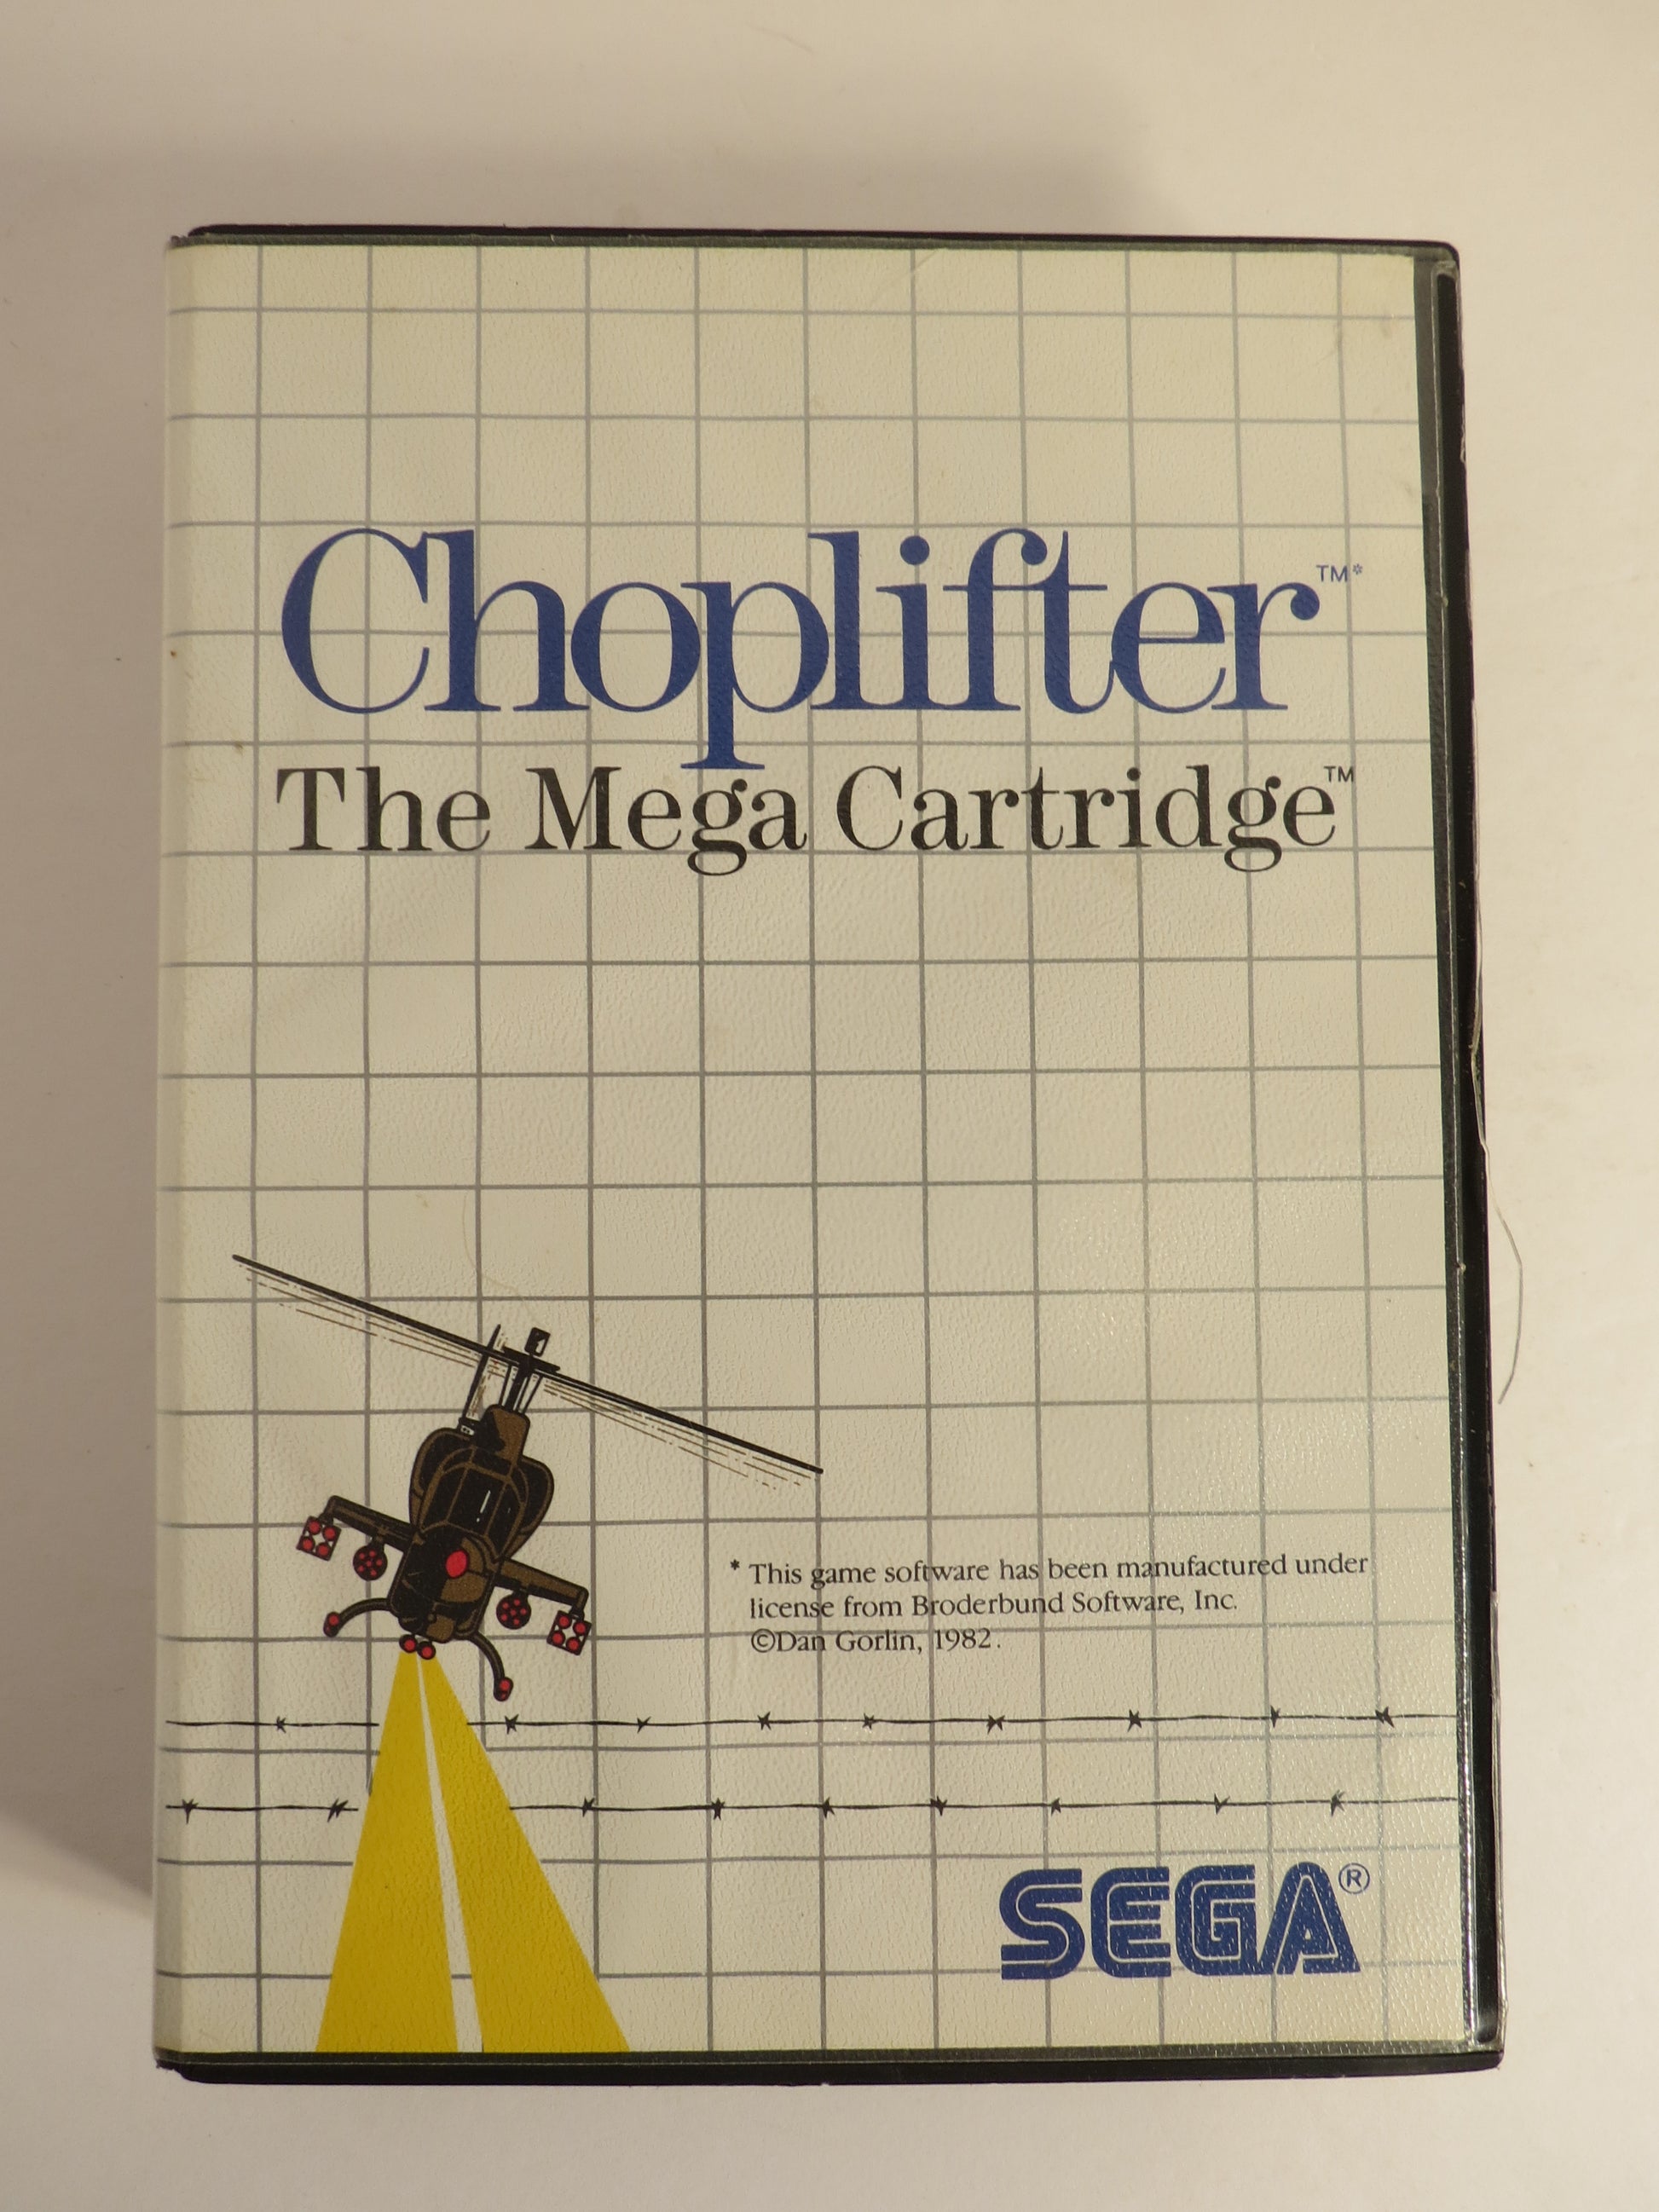 Choplifter™*
The Mega Cartridge™
* This game software has been manufactured under
license from Broderbund Software, Inc.
©Dan Gorlin, 1982.
SEGA®